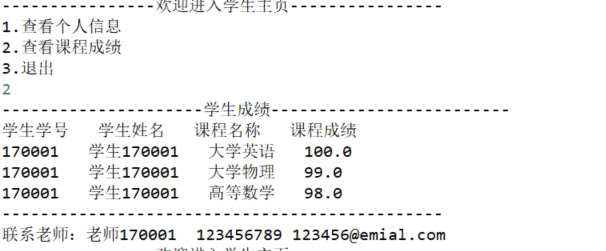 ----------------欢迎进入学生主页----------------
1.查看个人信息
2.查看课程成绩
3.退出
2
---------------------学生成绩-------------------------
学生学号 学生姓名 课程名称 课程成绩
170001 学生170001 大学英语 100.0
170001 学生170001 大学物理 99.0
170001 学生170001 高等数学 98.0
----------------------------------------------
联系老师：老师170001 123456789 123456@emial.com